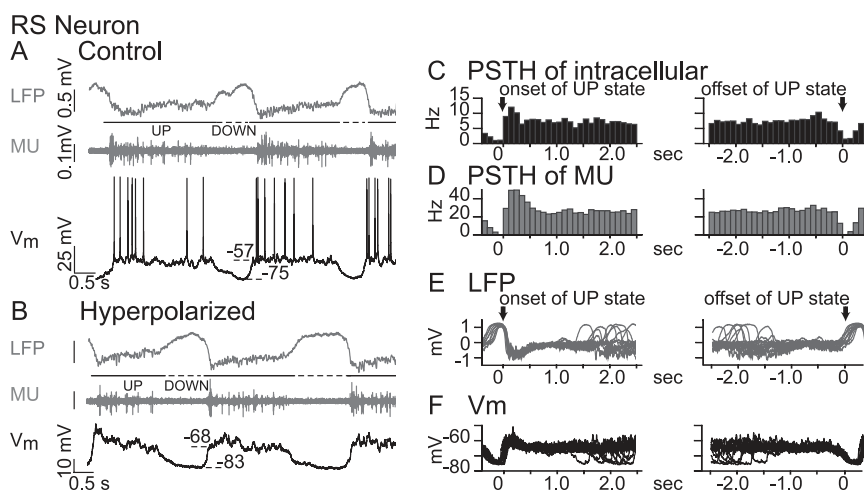 RS Neuron
A Control
LFP
0.5 mV
UP DOWN
MU
0.1mV
Vm
25 mV
-57
-75
0.5 s
B Hyperpolarized
LFP
UP DOWN
MU
Vm
-68
-83
10 mV
0.5 s
C PSTH of intracellular
onset of UP state offset of UP state
Hz
15
10
5
0
0 1.0 2.0 sec -2.0 -1.0 0
D PSTH of MU
Hz
40
20
0
0 1.0 2.0 sec -2.0 -1.0 0
E LFP
onset of UP state offset of UP state
mV
1
0
-1
0 1.0 2.0 sec -2.0 -1.0 0
F Vm
mV
-60
-80
0 1.0 2.0 sec -2.0 -1.0 0